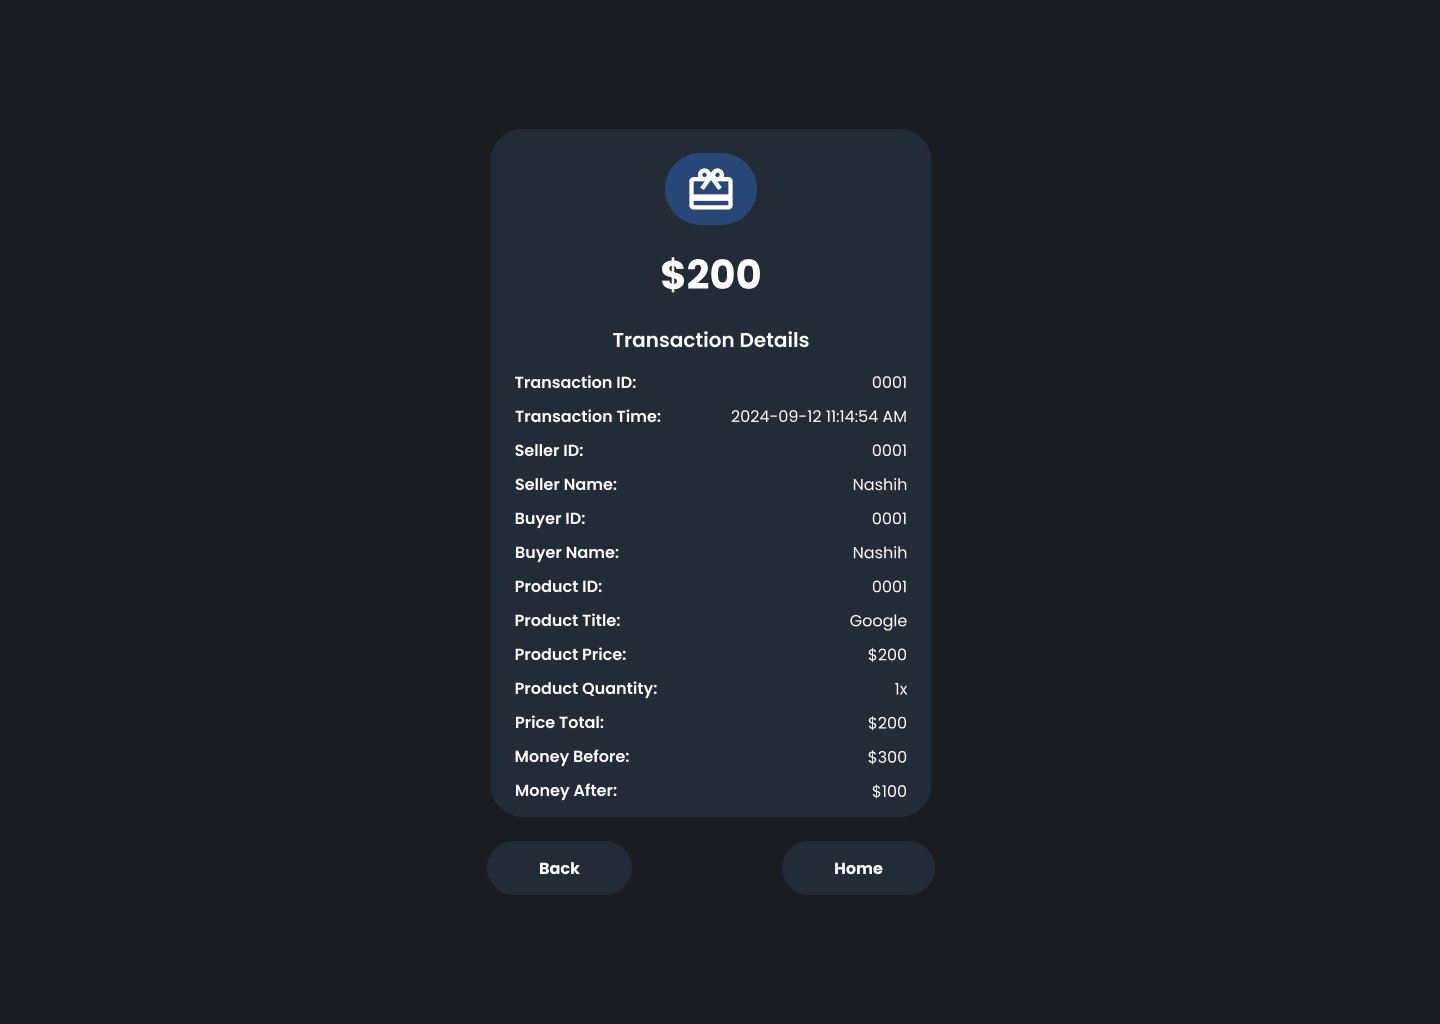 $200
Transaction Details
Transaction ID: 0001
Transaction Time: 2024-09-12 11:14:54 AM
Seller ID: 0001
Seller Name: Nashih
Buyer ID: 0001
Buyer Name: Nashih
Product ID: 0001
Product Title: Google
Product Price: $200
Product Quantity: 1x
Price Total: $200
Money Before: $300
Money After: $100
Back Home